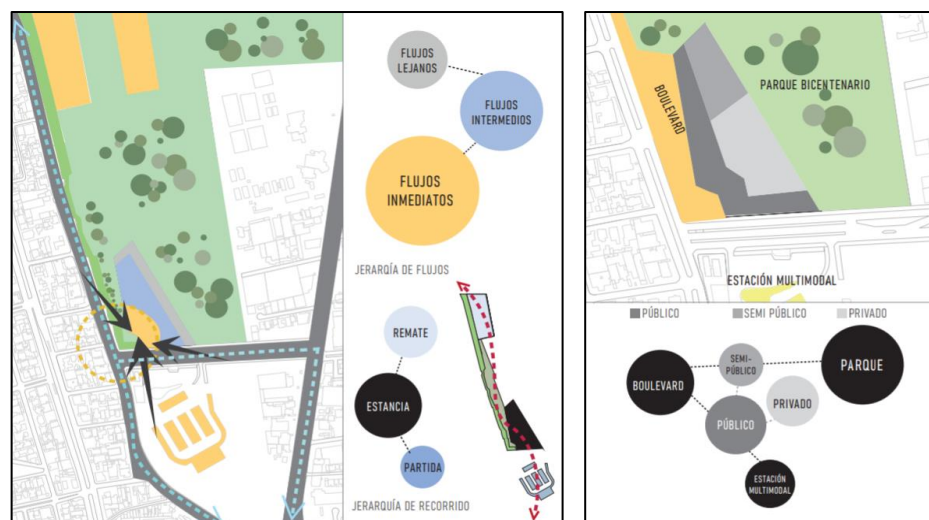 FLUJOS
LEJANOS
FLUJOS
INTERMEDIOS
FLUJOS
INMEDIATOS
JERARQÍA DE FLUJOS
REMATE
ESTANCIA
PARTIDA
JERARQUÍA DE RECORRIDO
BOULEVARD
PARQUE BICENTENARIO
ESTACIÓN MULTIMODAL
PÚBLICO
SEMI PÚBLICO
PRIVADO
BOULEVARD
SEMI-
PÚBLICO
PARQUE
PRIVADO
PÚBLICO
ESTACIÓN
MULTIMODAL